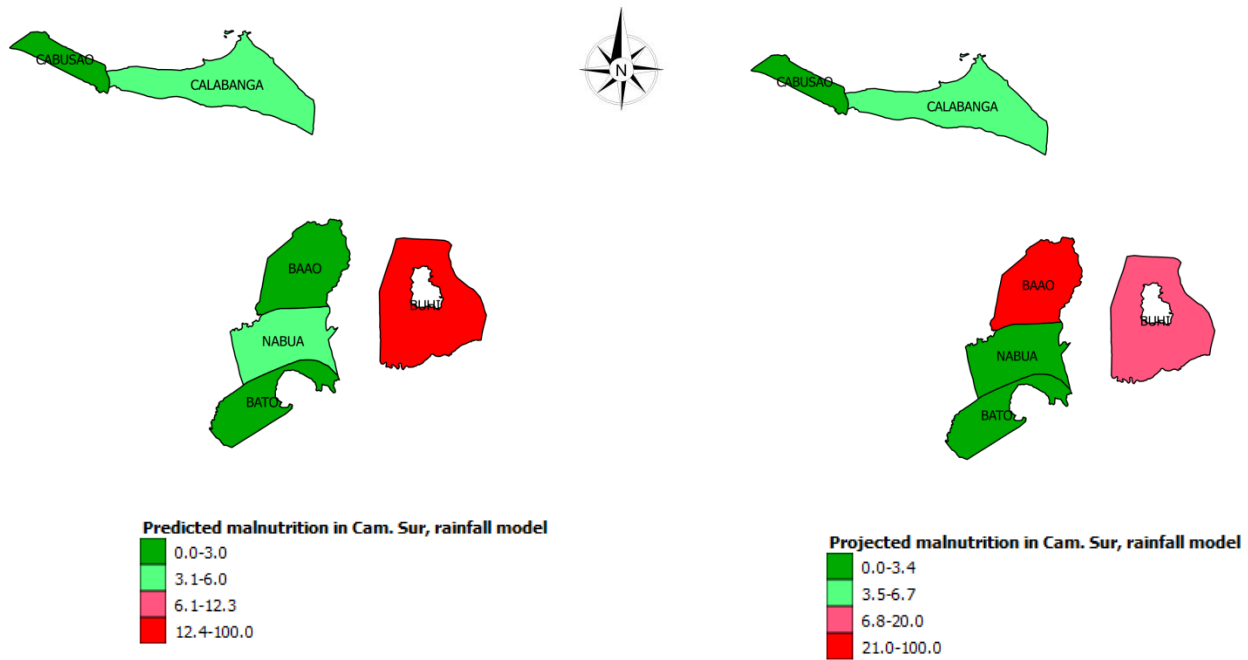 CABUSAO
CALABANGA
BAAO
BUHI
NABUA
BATO
Predicted malnutrition in Cam. Sur, rainfall model
0.0-3.0
3.1-6.0
6.1-12.3
12.4-100.0
N
CABUSAO
CALABANGA
BAAO
BUHI
NABUA
BATO
Projected malnutrition in Cam. Sur, rainfall model
0.0-3.4
3.5-6.7
6.8-20.0
21.0-100.0